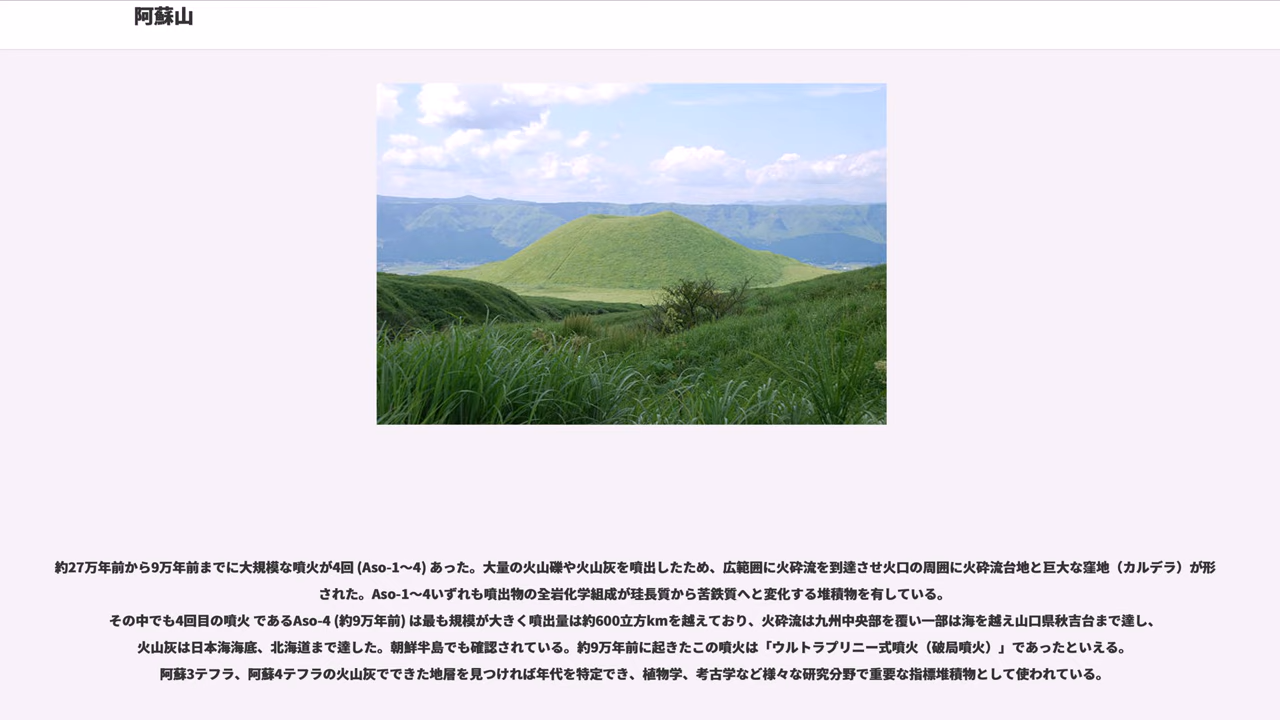 阿蘇山
約27万年前から9万年前までに大規模な噴火が4回 (Aso-1〜4) あった。大量の火山礫や火山灰を噴出したため、広範囲に火砕流を到達させ火口の周囲に火砕流台地と巨大な窪地（カルデラ）が形
された。Aso-1〜4いずれも噴出物の全岩化学組成が珪長質から苦鉄質へと変化する堆積物を有している。
その中でも4回目の噴火 であるAso-4 (約9万年前) は最も規模が大きく噴出量は約600立方kmを越えており、火砕流は九州中央部を覆い一部は海を越え山口県秋吉台まで達し、
火山灰は日本海海底、北海道まで達した。朝鮮半島でも確認されている。約9万年前に起きたこの噴火は「ウルトラプリニー式噴火（破局噴火）」であったといえる。
阿蘇3テフラ、阿蘇4テフラの火山灰でできた地層を見つければ年代を特定でき、植物学、考古学など様々な研究分野で重要な指標堆積物として使われている。